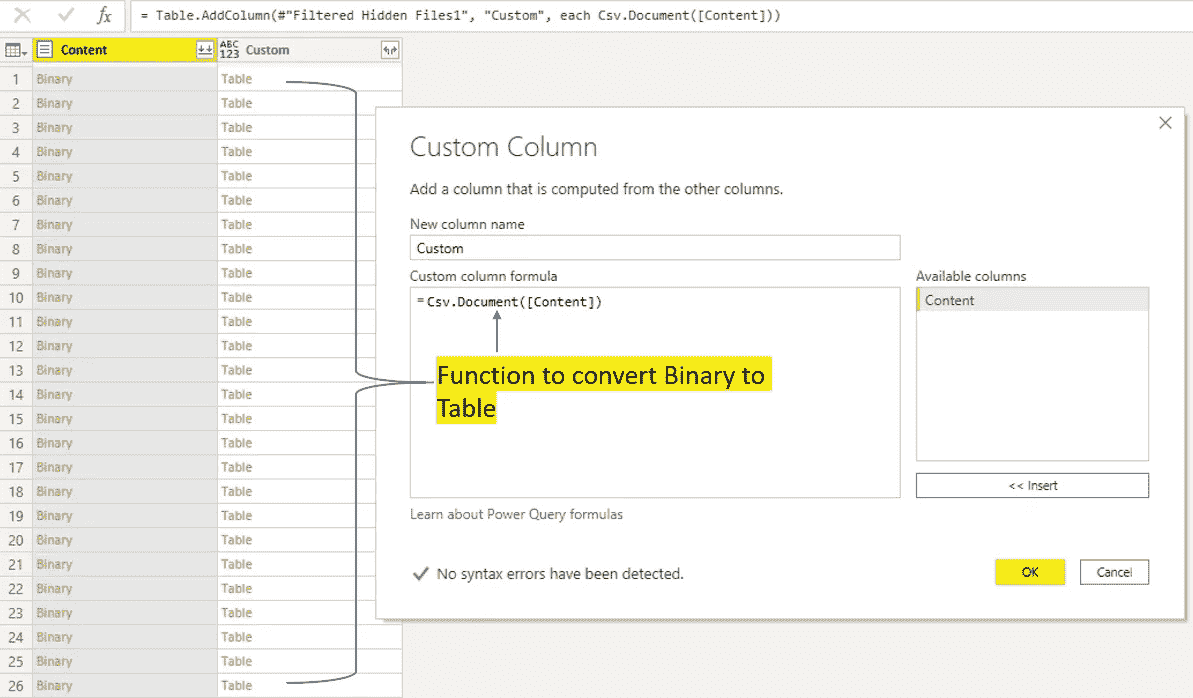 fx = Table.AddColumn(#"Filtered Hidden Files1", "Custom", each Csv.Document([Content]))
Content ABC 123 Custom
1 Binary Table
2 Binary Table
3 Binary Table
4 Binary Table
5 Binary Table
6 Binary Table
7 Binary Table
8 Binary Table
9 Binary Table
10 Binary Table
11 Binary Table
12 Binary Table
13 Binary Table
14 Binary Table
15 Binary Table
16 Binary Table
17 Binary Table
18 Binary Table
19 Binary Table
20 Binary Table
21 Binary Table
22 Binary Table
23 Binary Table
24 Binary Table
25 Binary Table
26 Binary Table
Custom Column
Add a column that is computed from the other columns.
New column name
Custom
Custom column formula
= Csv.Document([Content])
Function to convert Binary to
Table
Available columns
Content
<< Insert
Learn about Power Query formulas
No syntax errors have been detected.
OK
Cancel